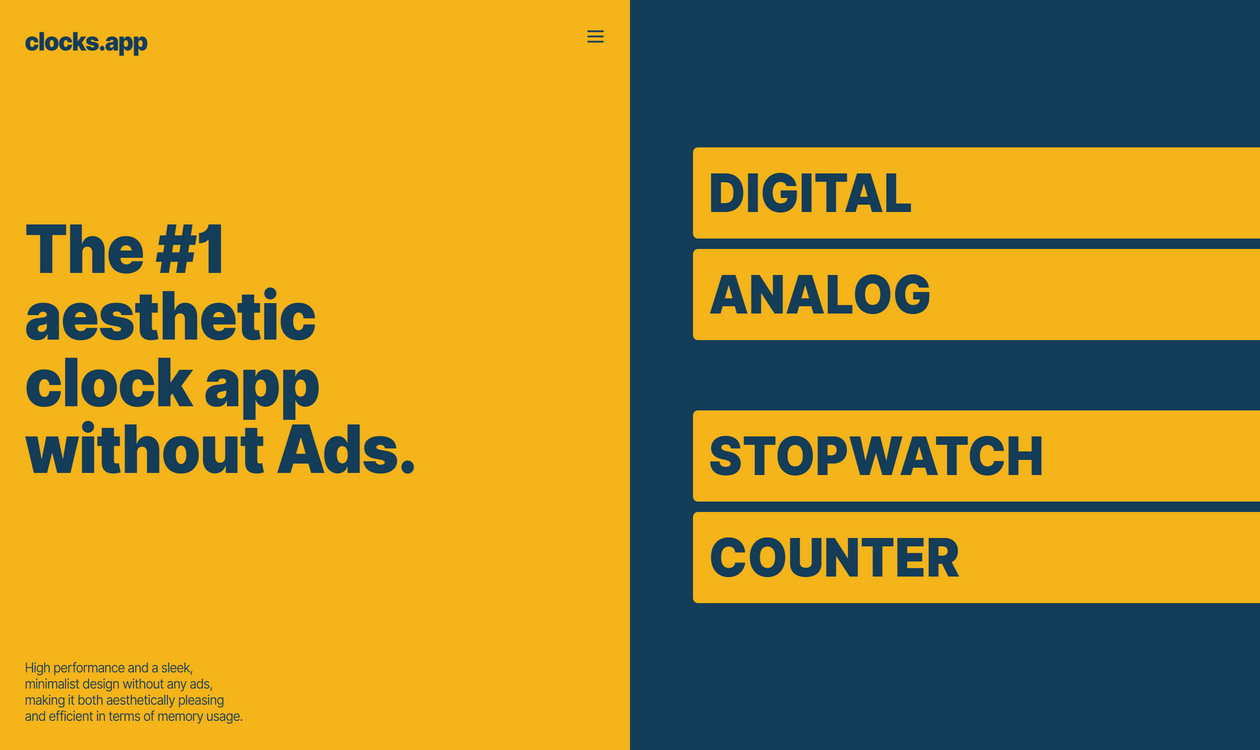 clocks.app
The #1
aesthetic
clock app
without Ads.
High performance and a sleek,
minimalist design without any ads,
making it both aesthetically pleasing
and efficient in terms of memory usage.
DIGITAL
ANALOG
STOPWATCH
COUNTER